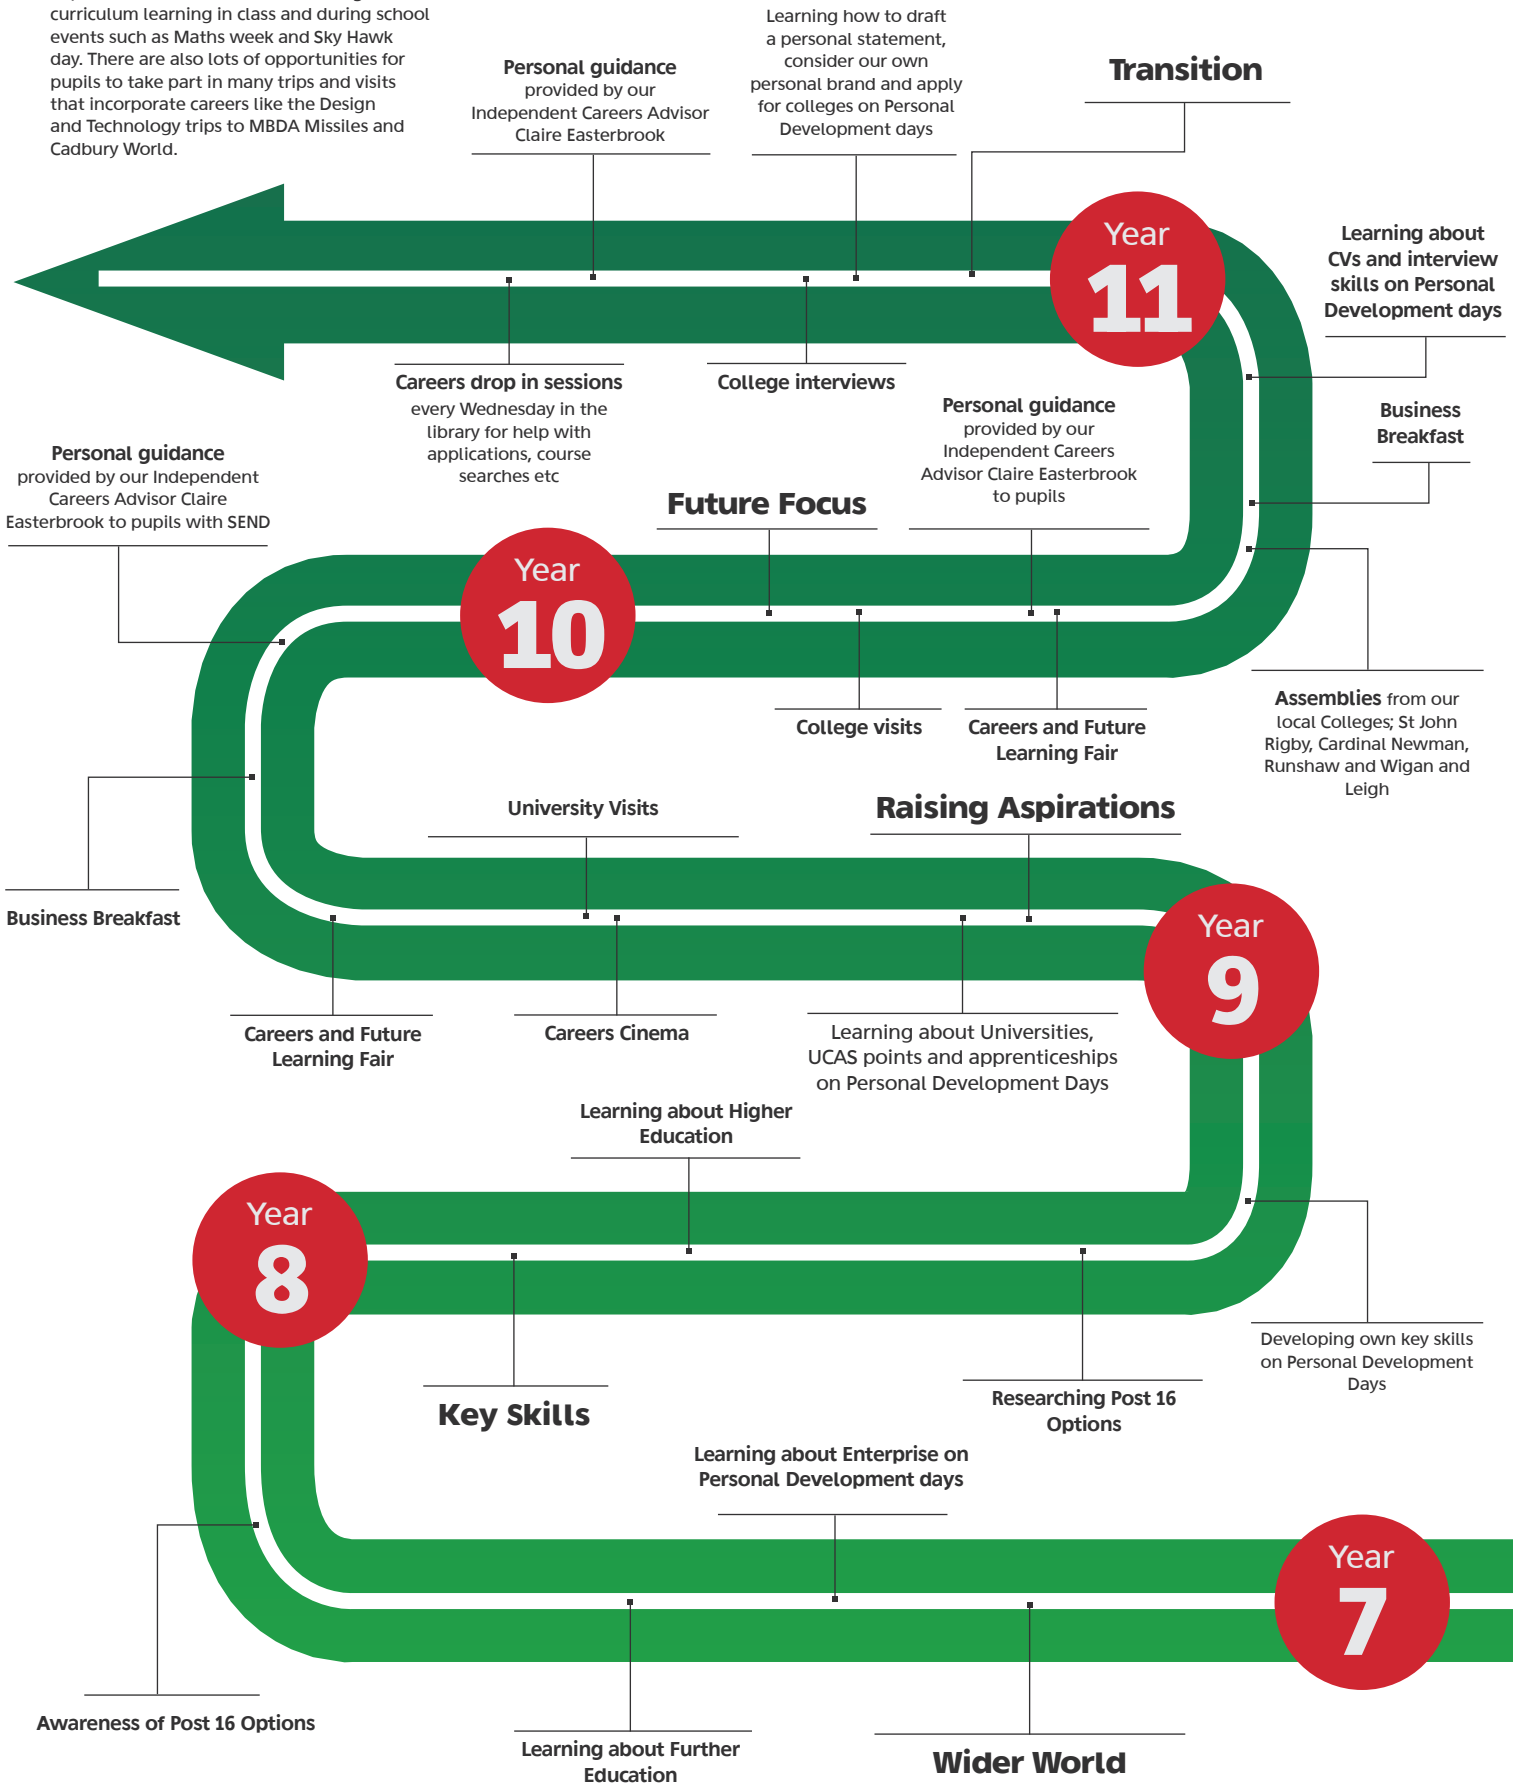 curriculum learning in class and during school
events such as Maths week and Sky Hawk
day. There are also lots of opportunities for
pupils to take part in many trips and visits
that incorporate careers like the Design
and Technology trips to MBDA Missiles and
Cadbury World.
Personal guidance
provided by our
Independent Careers Advisor
Claire Easterbrook
Learning how to draft
a personal statement,
consider our own
personal brand and apply
for colleges on Personal
Development days
Transition
Year
11
Learning about
CVs and interview
skills on Personal
Development days
Careers drop in sessions
every Wednesday in the
library for help with
applications, course
searches etc
College interviews
Business
Breakfast
Personal guidance
provided by our
Independent Careers
Advisor Claire Easterbrook
to pupils
Personal guidance
provided by our Independent
Careers Advisor Claire
Easterbrook to pupils with SEND
Future Focus
Year
10
College visits
Careers and Future
Learning Fair
Assemblies from our
local Colleges; St John
Rigby, Cardinal Newman,
Runshaw and Wigan and
Leigh
University Visits
Raising Aspirations
Business Breakfast
Year
9
Careers and Future
Learning Fair
Careers Cinema
Learning about Universities,
UCAS points and apprenticeships
on Personal Development Days
Learning about Higher
Education
Year
8
Key Skills
Researching Post 16
Options
Developing own key skills
on Personal Development
Days
Learning about Enterprise on
Personal Development days
Year
7
Awareness of Post 16 Options
Learning about Further
Education
Wider World